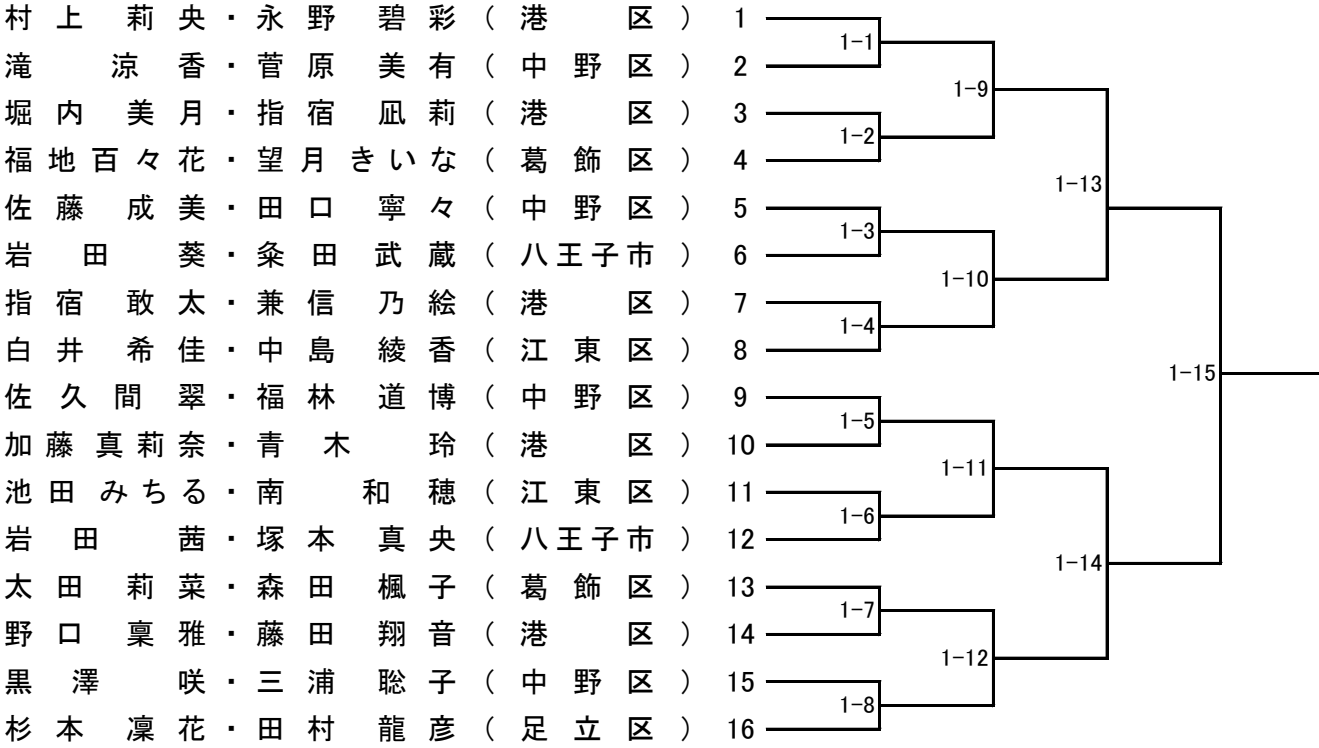 村上 莉央・永野 碧彩 ( 港 区 ) 1
1-1
滝 涼香・菅原 美有 ( 中野区 ) 2
1-9
堀内 美月・指宿 凪莉 ( 港 区 ) 3
1-2
福地百々花・望月きいな ( 葛飾区 ) 4
1-13
佐藤 成美・田口 寧々 ( 中野区 ) 5
1-3
岩田 葵・粂田 武蔵 ( 八王子市 ) 6
1-10
指宿 敢太・兼信 乃絵 ( 港 区 ) 7
1-4
白井 希佳・中島 綾香 ( 江東区 ) 8
1-15
佐久間 翠・福林 道博 ( 中野区 ) 9
1-5
加藤真莉奈・青木 玲 ( 港 区 ) 10
1-11
池田みちる・南 和穂 ( 江東区 ) 11
1-6
岩田 茜・塚本 真央 ( 八王子市 ) 12
1-14
太田 莉菜・森田 楓子 ( 葛飾区 ) 13
1-7
野口 稟雅・藤田 翔音 ( 港 区 ) 14
1-12
黒澤 咲・三浦 聡子 ( 中野区 ) 15
1-8
杉本 凜花・田村 龍彦 ( 足立区 ) 16